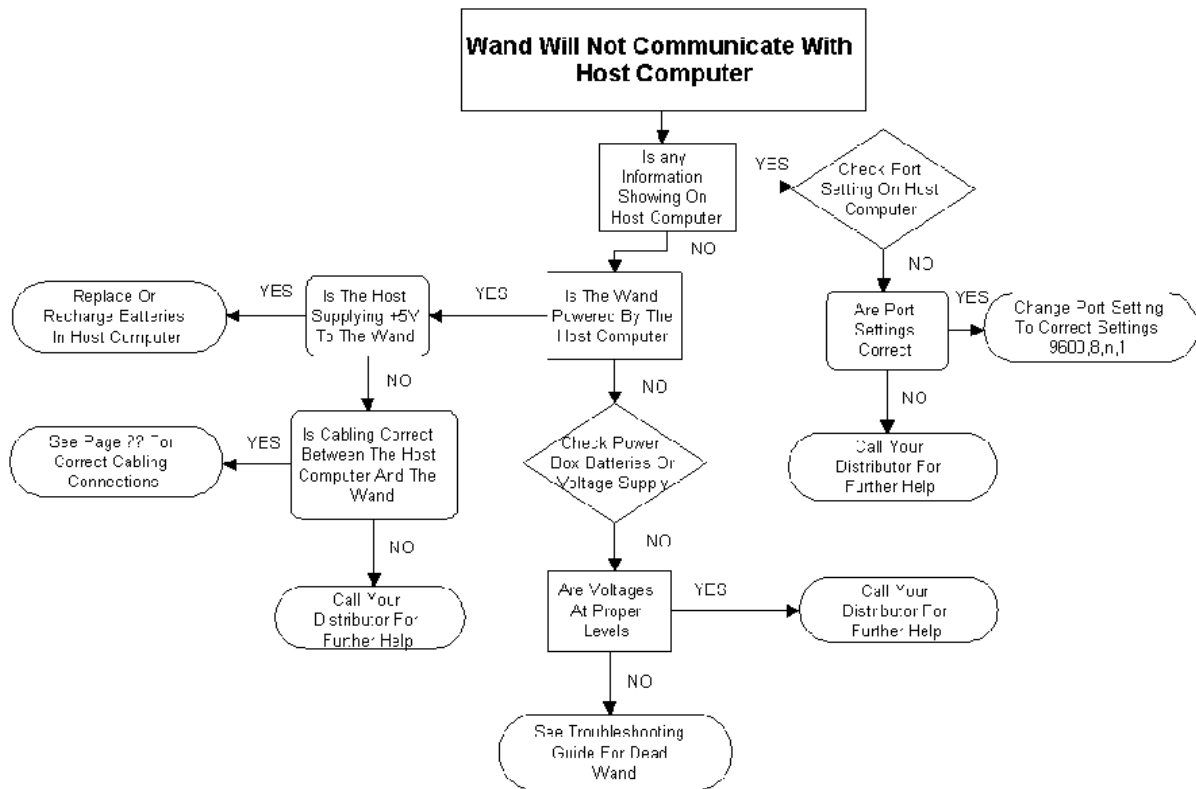 Wand Will Not Communicate With
Host Computer
Is any
Information
Showing On
Host Computer
YES
Check Port
Setting On Host
Computer
NO
NO
Replace Or
Recharge Batteries
In Host Computer
YES
Is The Host
Supplying +5V
To The Wand
YES
Is The Wand
Powered By The
Host Computer
Are Port
Settings
Correct
YES
Change Port Setting
To Correct Settings
9600,8,n,1
NO
NO
NO
See Page ?? For
Correct Cabling
Connections
YES
Is Cabling Correct
Between The Host
Computer And The
Wand
Check Power
Box Batteries Or
Voltage Supply
Call Your
Distributor For
Further Help
NO
NO
Call Your
Distributor For
Further Help
Are Voltages
At Proper
Levels
YES
Call Your
Distributor For
Further Help
NO
See Troubleshooting
Guide For Dead
Wand